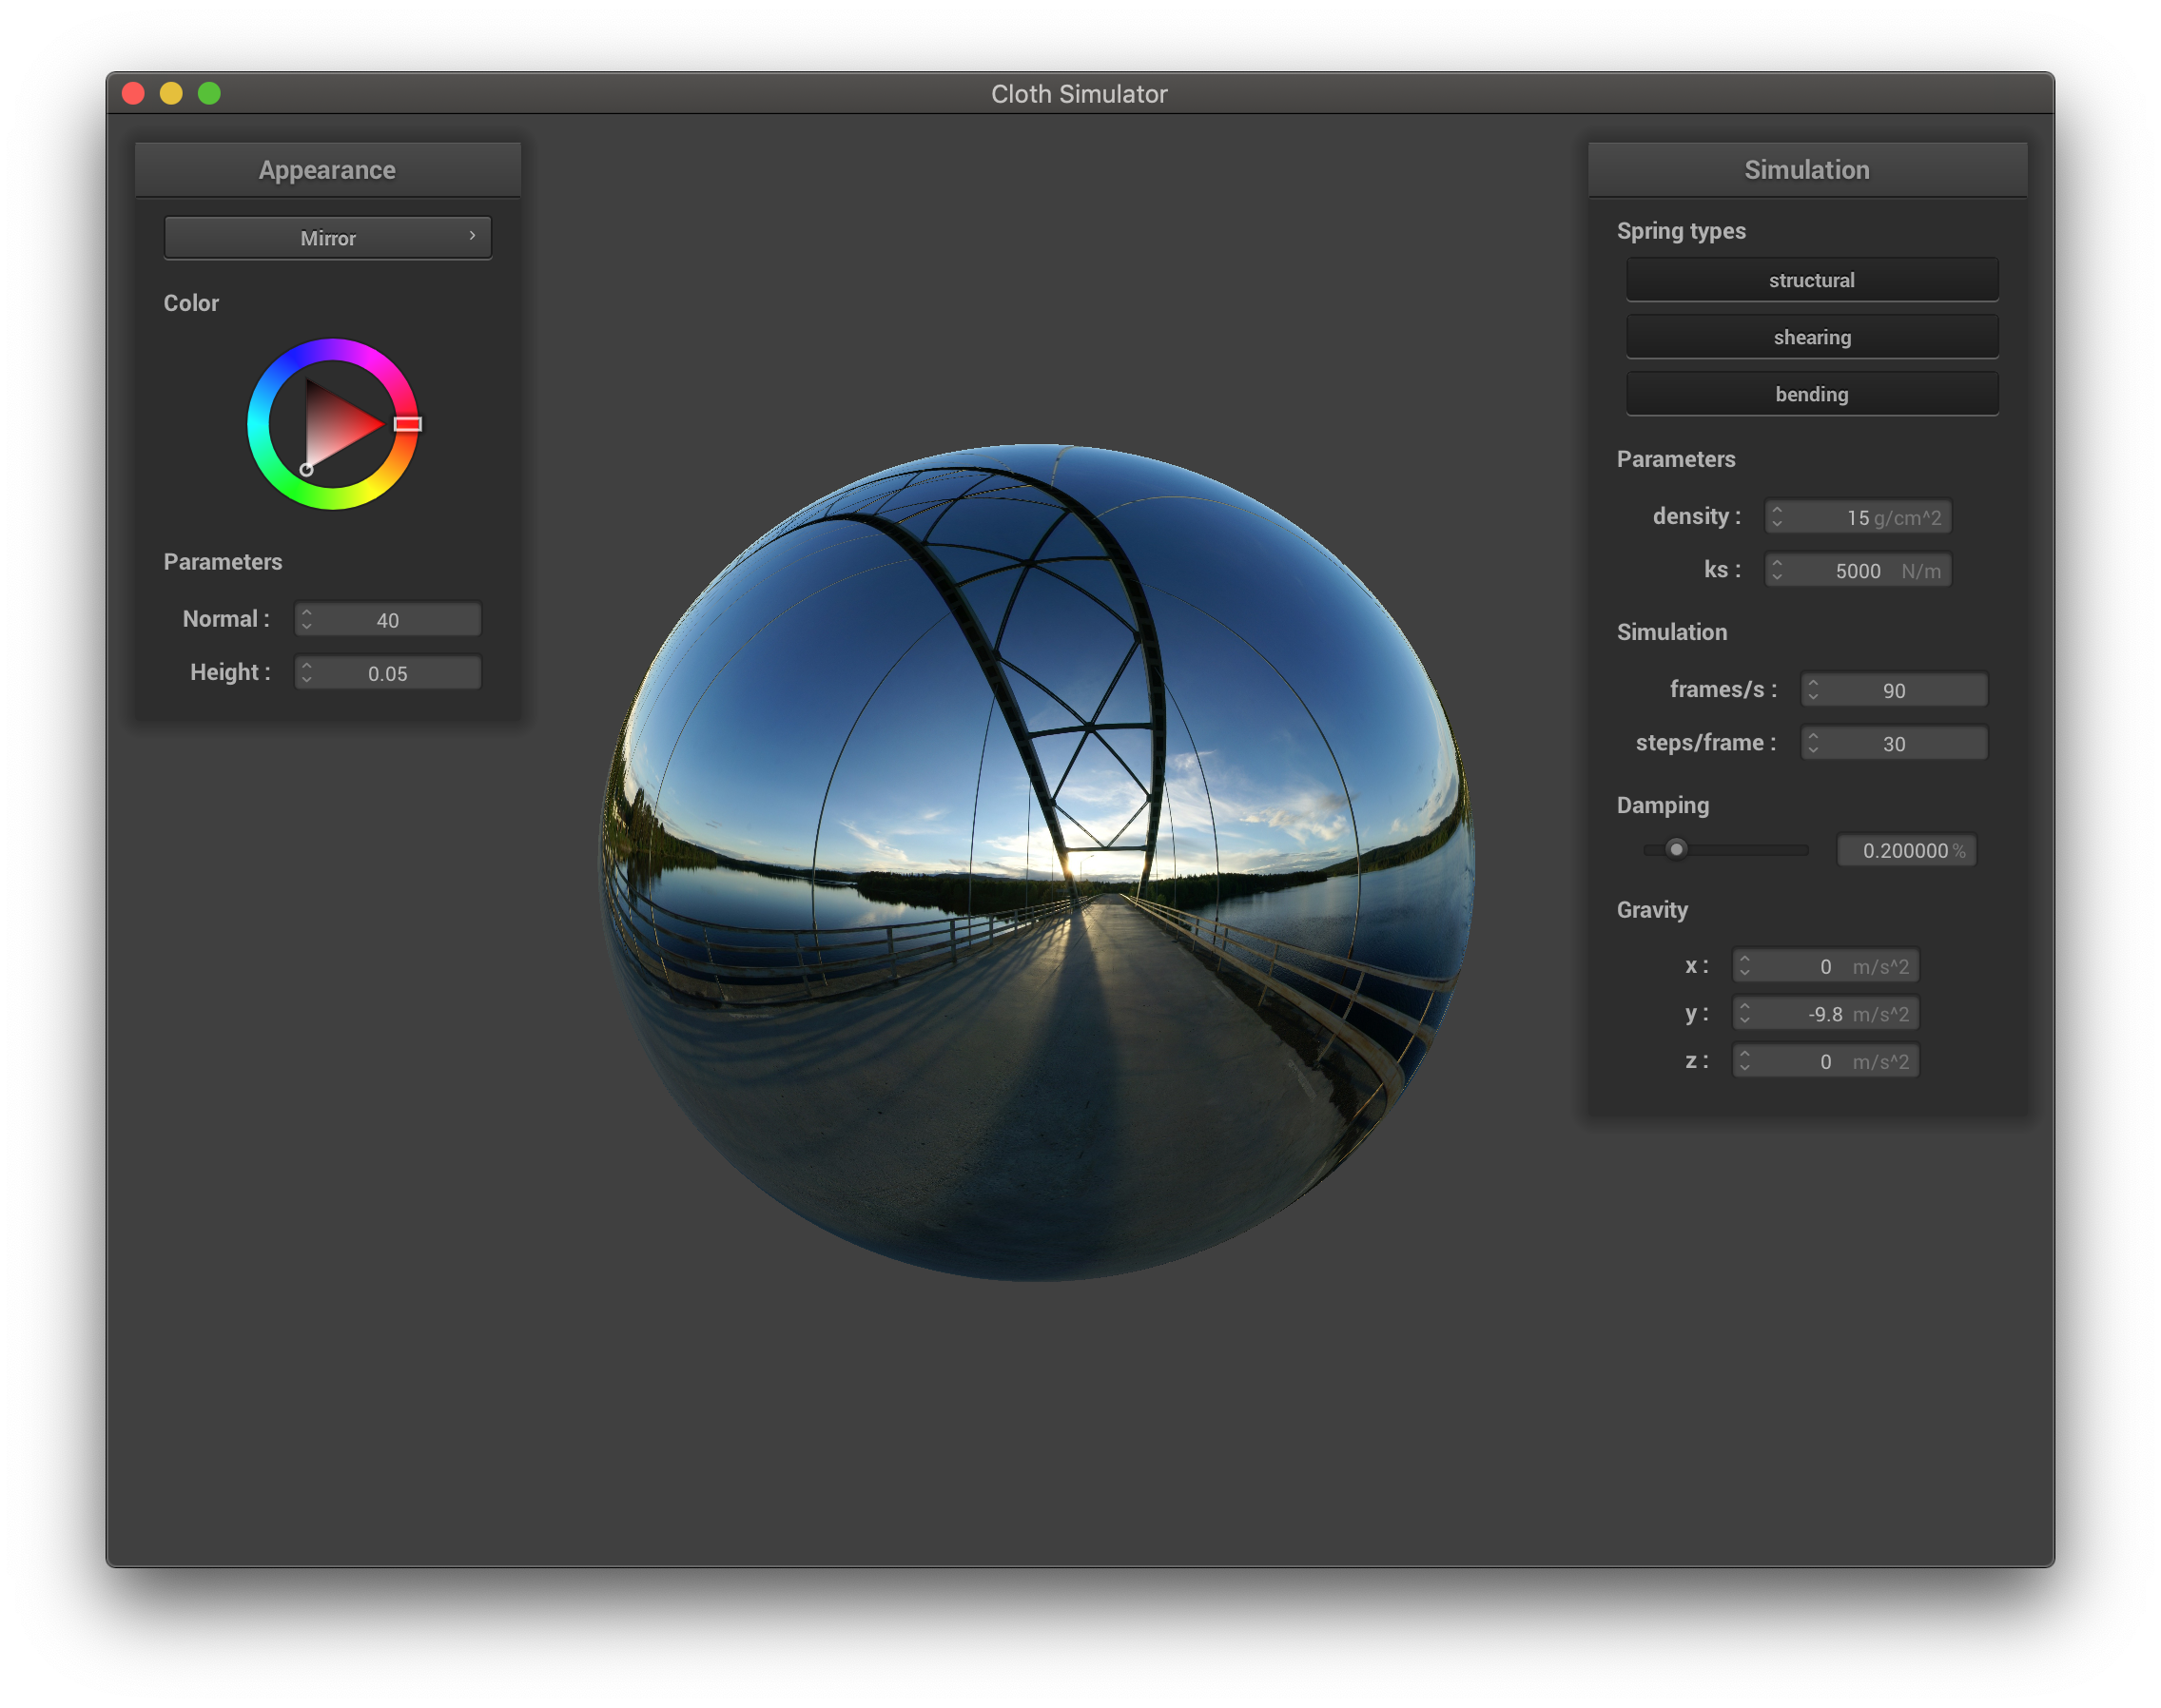 Cloth Simulator
Appearance
Mirror
Color
Parameters
Normal : 40
Height : 0.05
Simulation
Spring types
structural
shearing
bending
Parameters
density : 15 g/cm^2
ks : 5000 N/m
Simulation
frames/s : 90
steps/frame : 30
Damping
0.200000 %
Gravity
x : 0 m/s^2
y : -9.8 m/s^2
z : 0 m/s^2